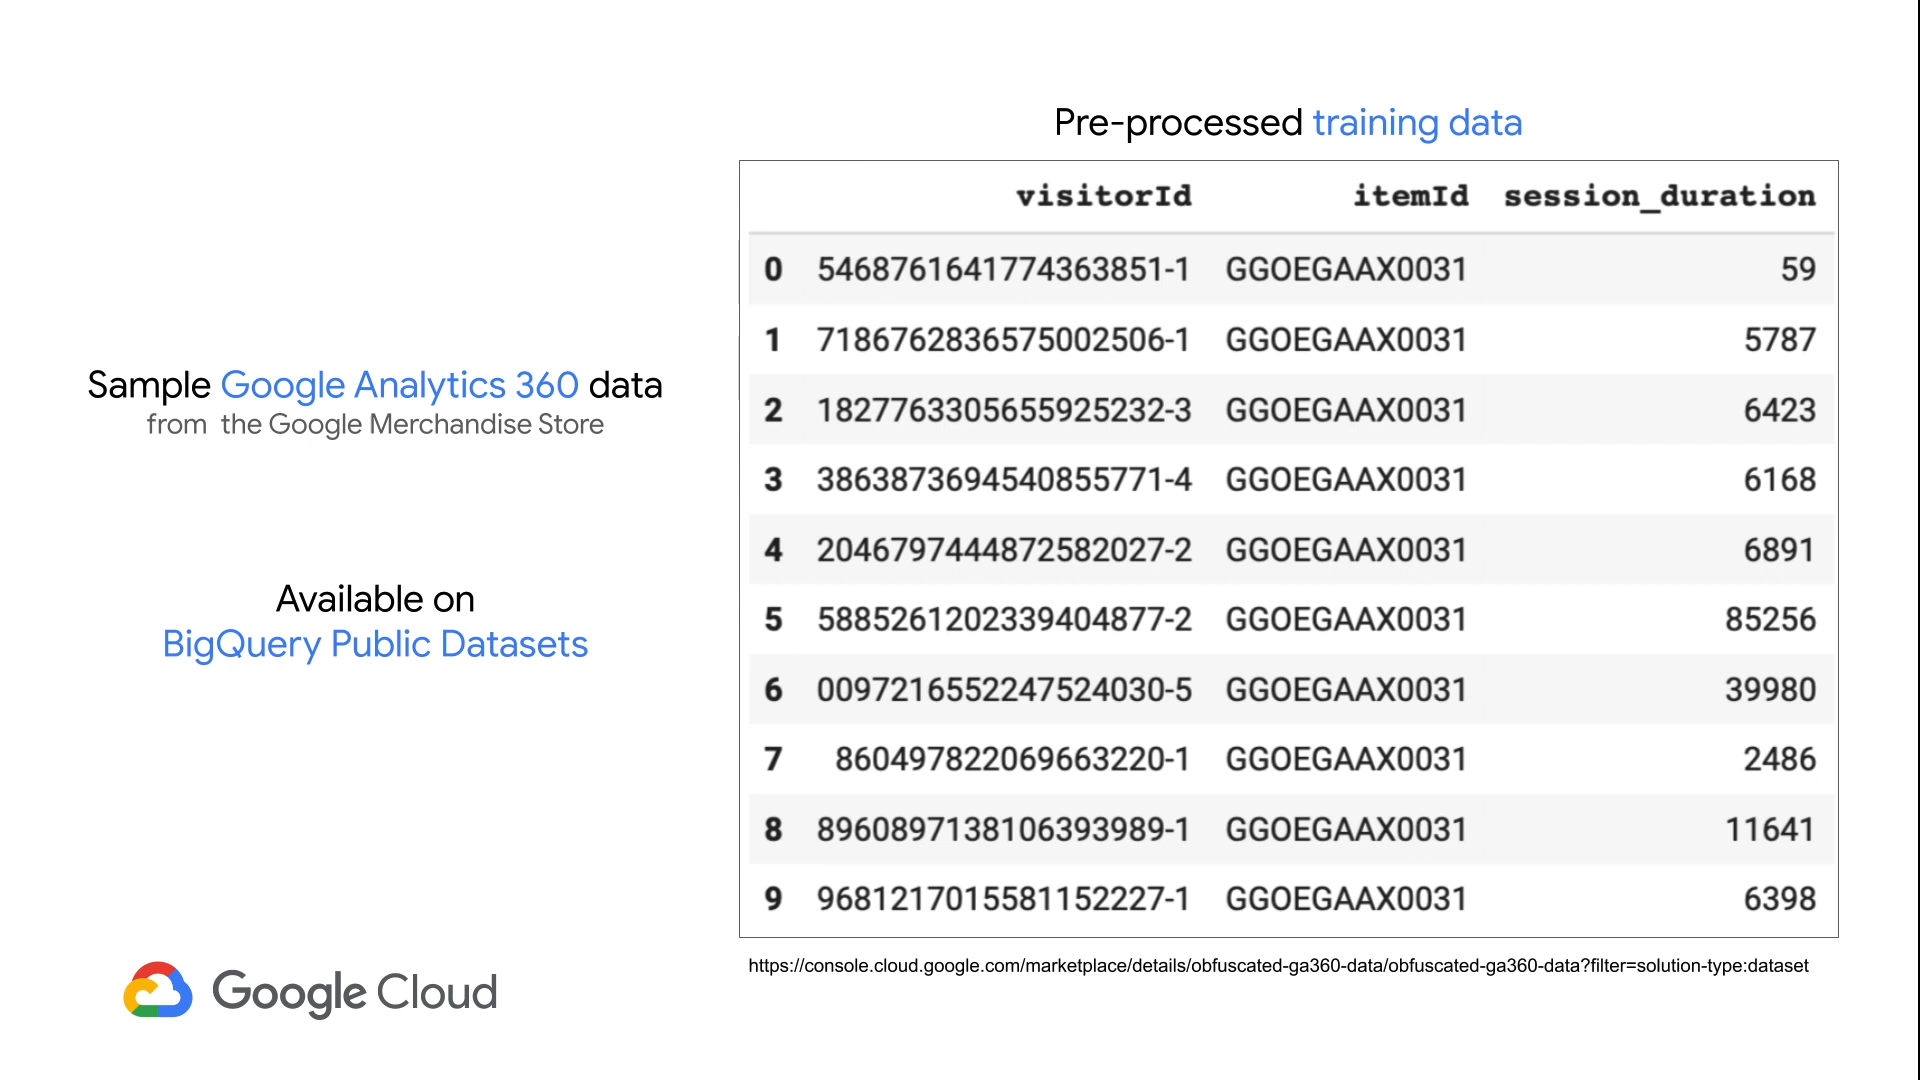 Pre-processed training data
visitorId itemId session_duration
0 5468761641774363851-1 GGOEGAAX0031 59
1 7186762836575002506-1 GGOEGAAX0031 5787
2 1827763305655925232-3 GGOEGAAX0031 6423
3 3863873694540855771-4 GGOEGAAX0031 6168
4 2046797444872582027-2 GGOEGAAX0031 6891
5 5885261202339404877-2 GGOEGAAX0031 85256
6 0097216552247524030-5 GGOEGAAX0031 39980
7 860497822069663220-1 GGOEGAAX0031 2486
8 8960897138106393989-1 GGOEGAAX0031 11641
9 9681217015581152227-1 GGOEGAAX0031 6398
https://console.cloud.google.com/marketplace/details/obfuscated-ga360-data/obfuscated-ga360-data?filter=solution-type:dataset
Sample Google Analytics 360 data
from the Google Merchandise Store
Available on
BigQuery Public Datasets
Google Cloud